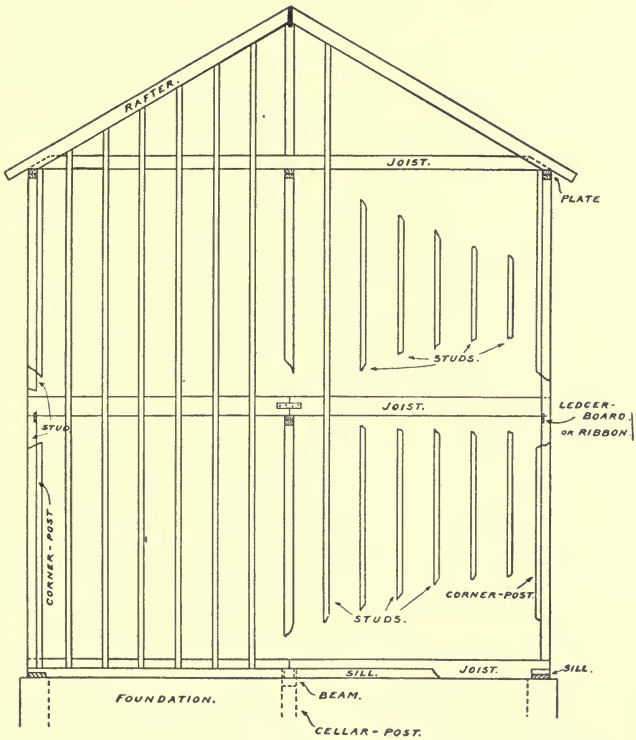 RAFTER.
JOIST.
PLATE
STUDS.
JOIST.
LEDGER-
BOARD
OR RIBBON
STUD
CORNER-POST
CORNER-POST.
STUDS.
SILL.
JOIST.
SILL.
FOUNDATION.
BEAM.
CELLAR-POST.